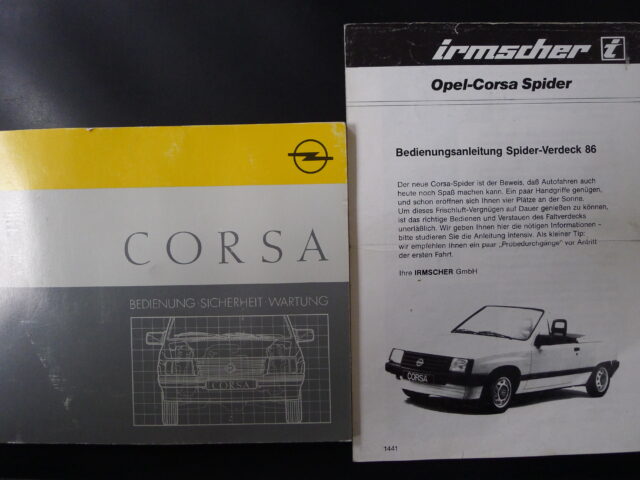 CORSA
BEDIENUNG SICHERHEIT WARTUNG
CORSA
irmscher i
Opel-Corsa Spider
Bedienungsanleitung Spider-Verdeck 86
Der neue Corsa-Spider ist der Beweis, daß Autofahren auch
heute noch Spaß machen kann. Ein paar Handgriffe genügen,
und schon eröffnen sich Ihnen vier Plätze an der Sonne.
Um dieses Frischluft-Vergnügen auf Dauer genießen zu können,
ist das richtige Bedienen und Verstauen des Faltverdecks
unerläßlich. Wir geben Ihnen hier die nötigen Informationen -
bitte studieren Sie die Anleitung intensiv. Als kleiner Tip:
wir empfehlen Ihnen ein paar „Probedurchgänge" vor Antritt
der ersten Fahrt.
Ihre IRMSCHER GmbH
CORSA
1441